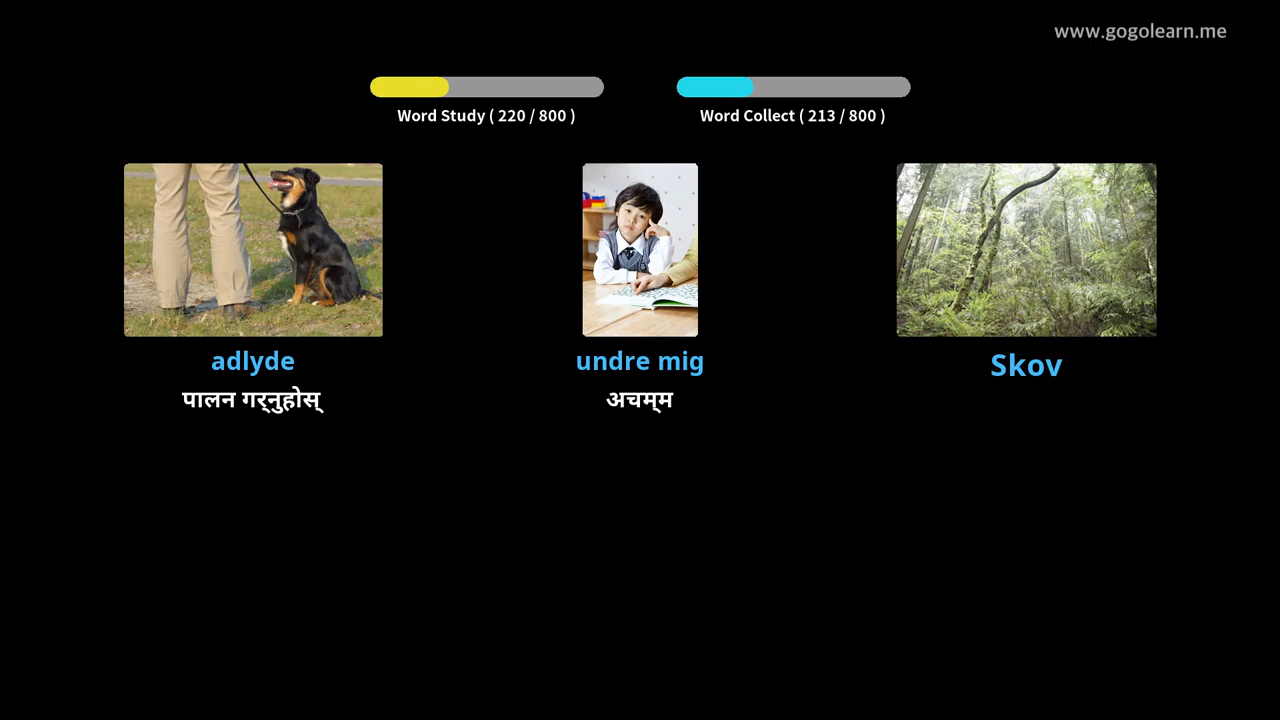 www.gogolearn.me
Word Study ( 220 / 800 )
Word Collect ( 213 / 800 )
adlyde
पालन गर्नुहोस्
undre mig
अचम्म
Skov